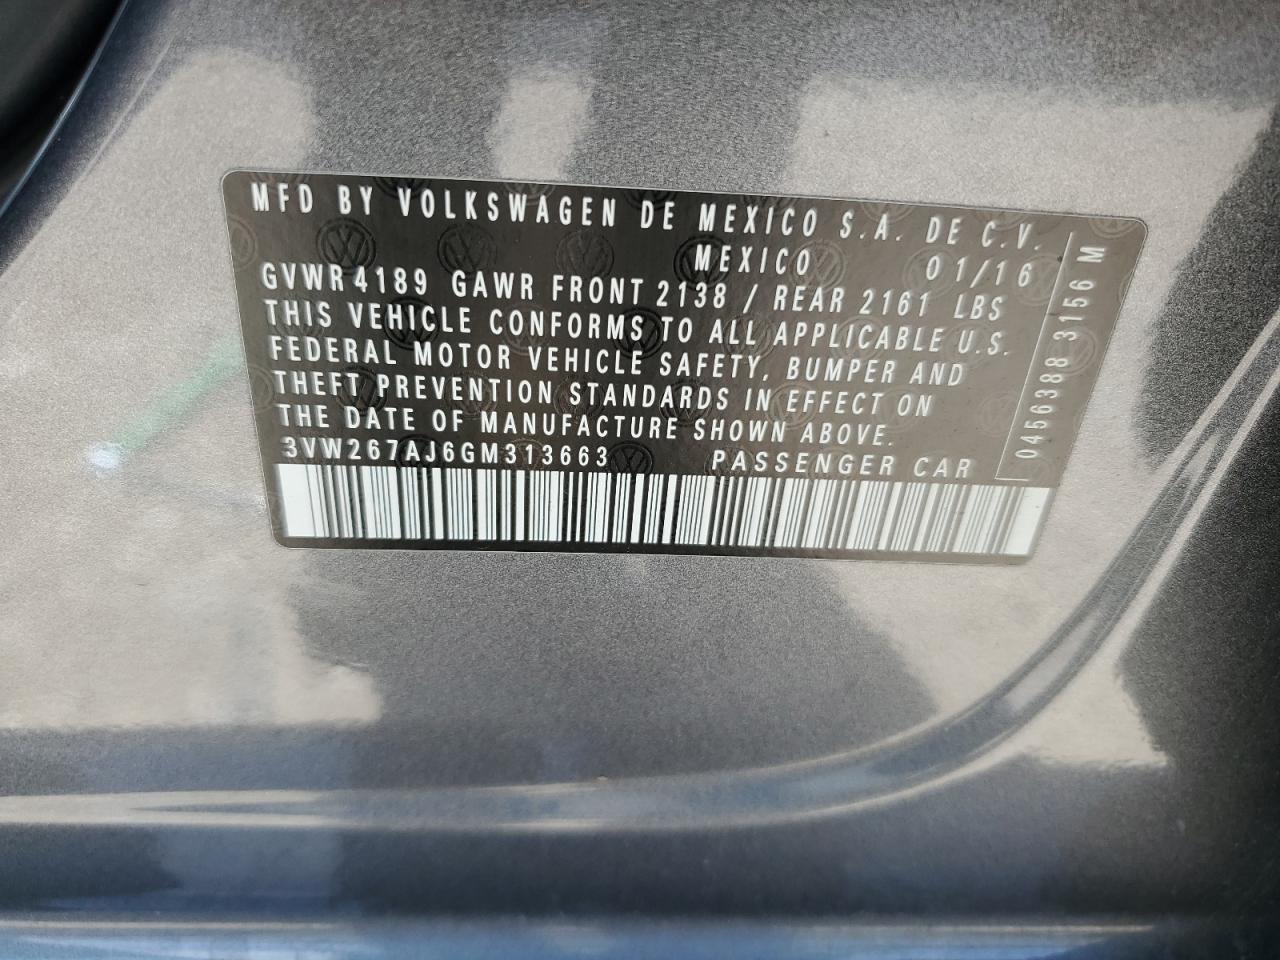 MFD BY VOLKSWAGEN DE MEXICO S.A. DE C.V.
MEXICO 01/16
GVWR 4189 GAWR FRONT 2138 / REAR 2161 LBS
THIS VEHICLE CONFORMS TO ALL APPLICABLE U.S.
FEDERAL MOTOR VEHICLE SAFETY, BUMPER AND
THEFT PREVENTION STANDARDS IN EFFECT ON
THE DATE OF MANUFACTURE SHOWN ABOVE.
3VW267AJ6GM313663 PASSENGER CAR
0456388 3156 M